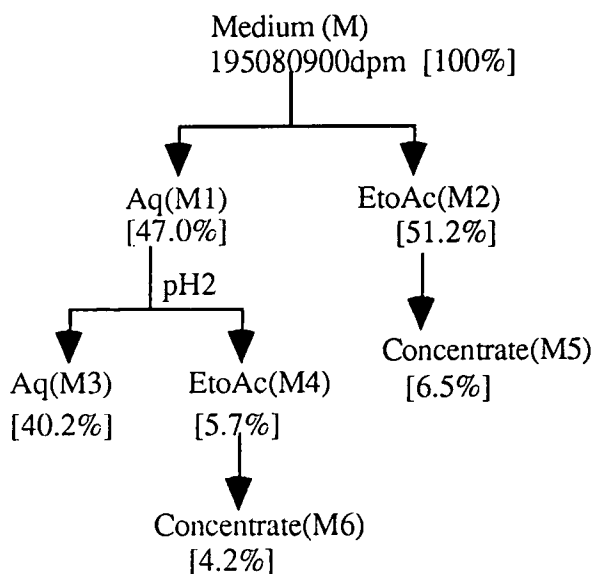 Medium (M)
195080900dpm [100%]
Aq(M1)
[47.0%]
EtoAc(M2)
[51.2%]
pH2
Aq(M3)
[40.2%]
EtoAc(M4)
[5.7%]
Concentrate(M5)
[6.5%]
Concentrate(M6)
[4.2%]